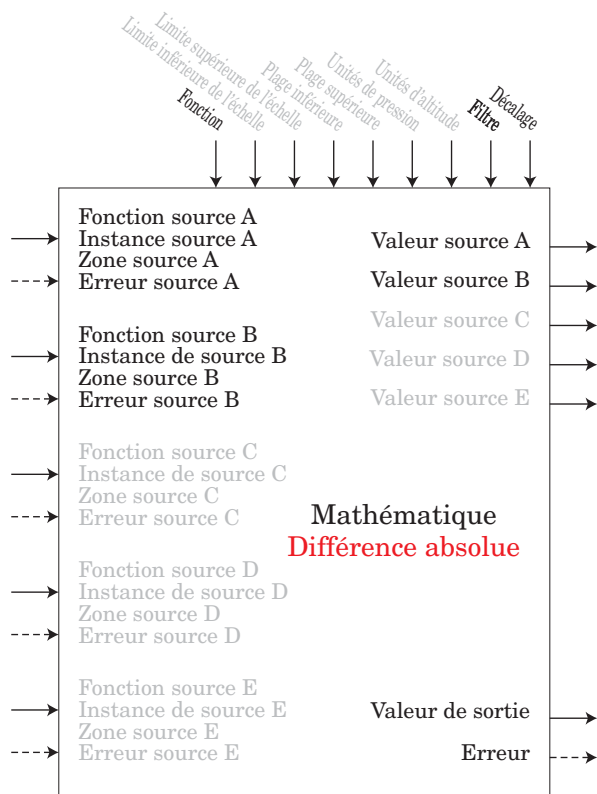 Fonction
Limite inférieure de l'échelle
Limite supérieure de l'échelle
Plage inférieure
Plage supérieure
Unités de pression
Unités d'altitude
Filtre
Décalage
Fonction source A
Instance source A
Zone source A
Erreur source A
Fonction source B
Instance de source B
Zone source B
Erreur source B
Fonction source C
Instance de source C
Zone source C
Erreur source C
Fonction source D
Instance de source D
Zone source D
Erreur source D
Fonction source E
Instance de source E
Zone source E
Erreur source E
Valeur source A
Valeur source B
Valeur source C
Valeur source D
Valeur source E
Mathématique
Différence absolue
Valeur de sortie
Erreur